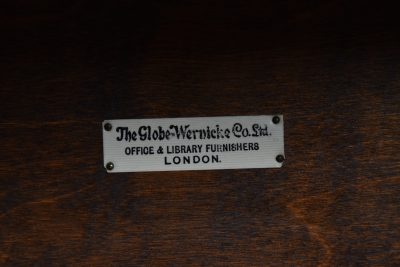 The Globe-Wernicke Co. Ltd.
OFFICE & LIBRARY FURNISHERS
LONDON.